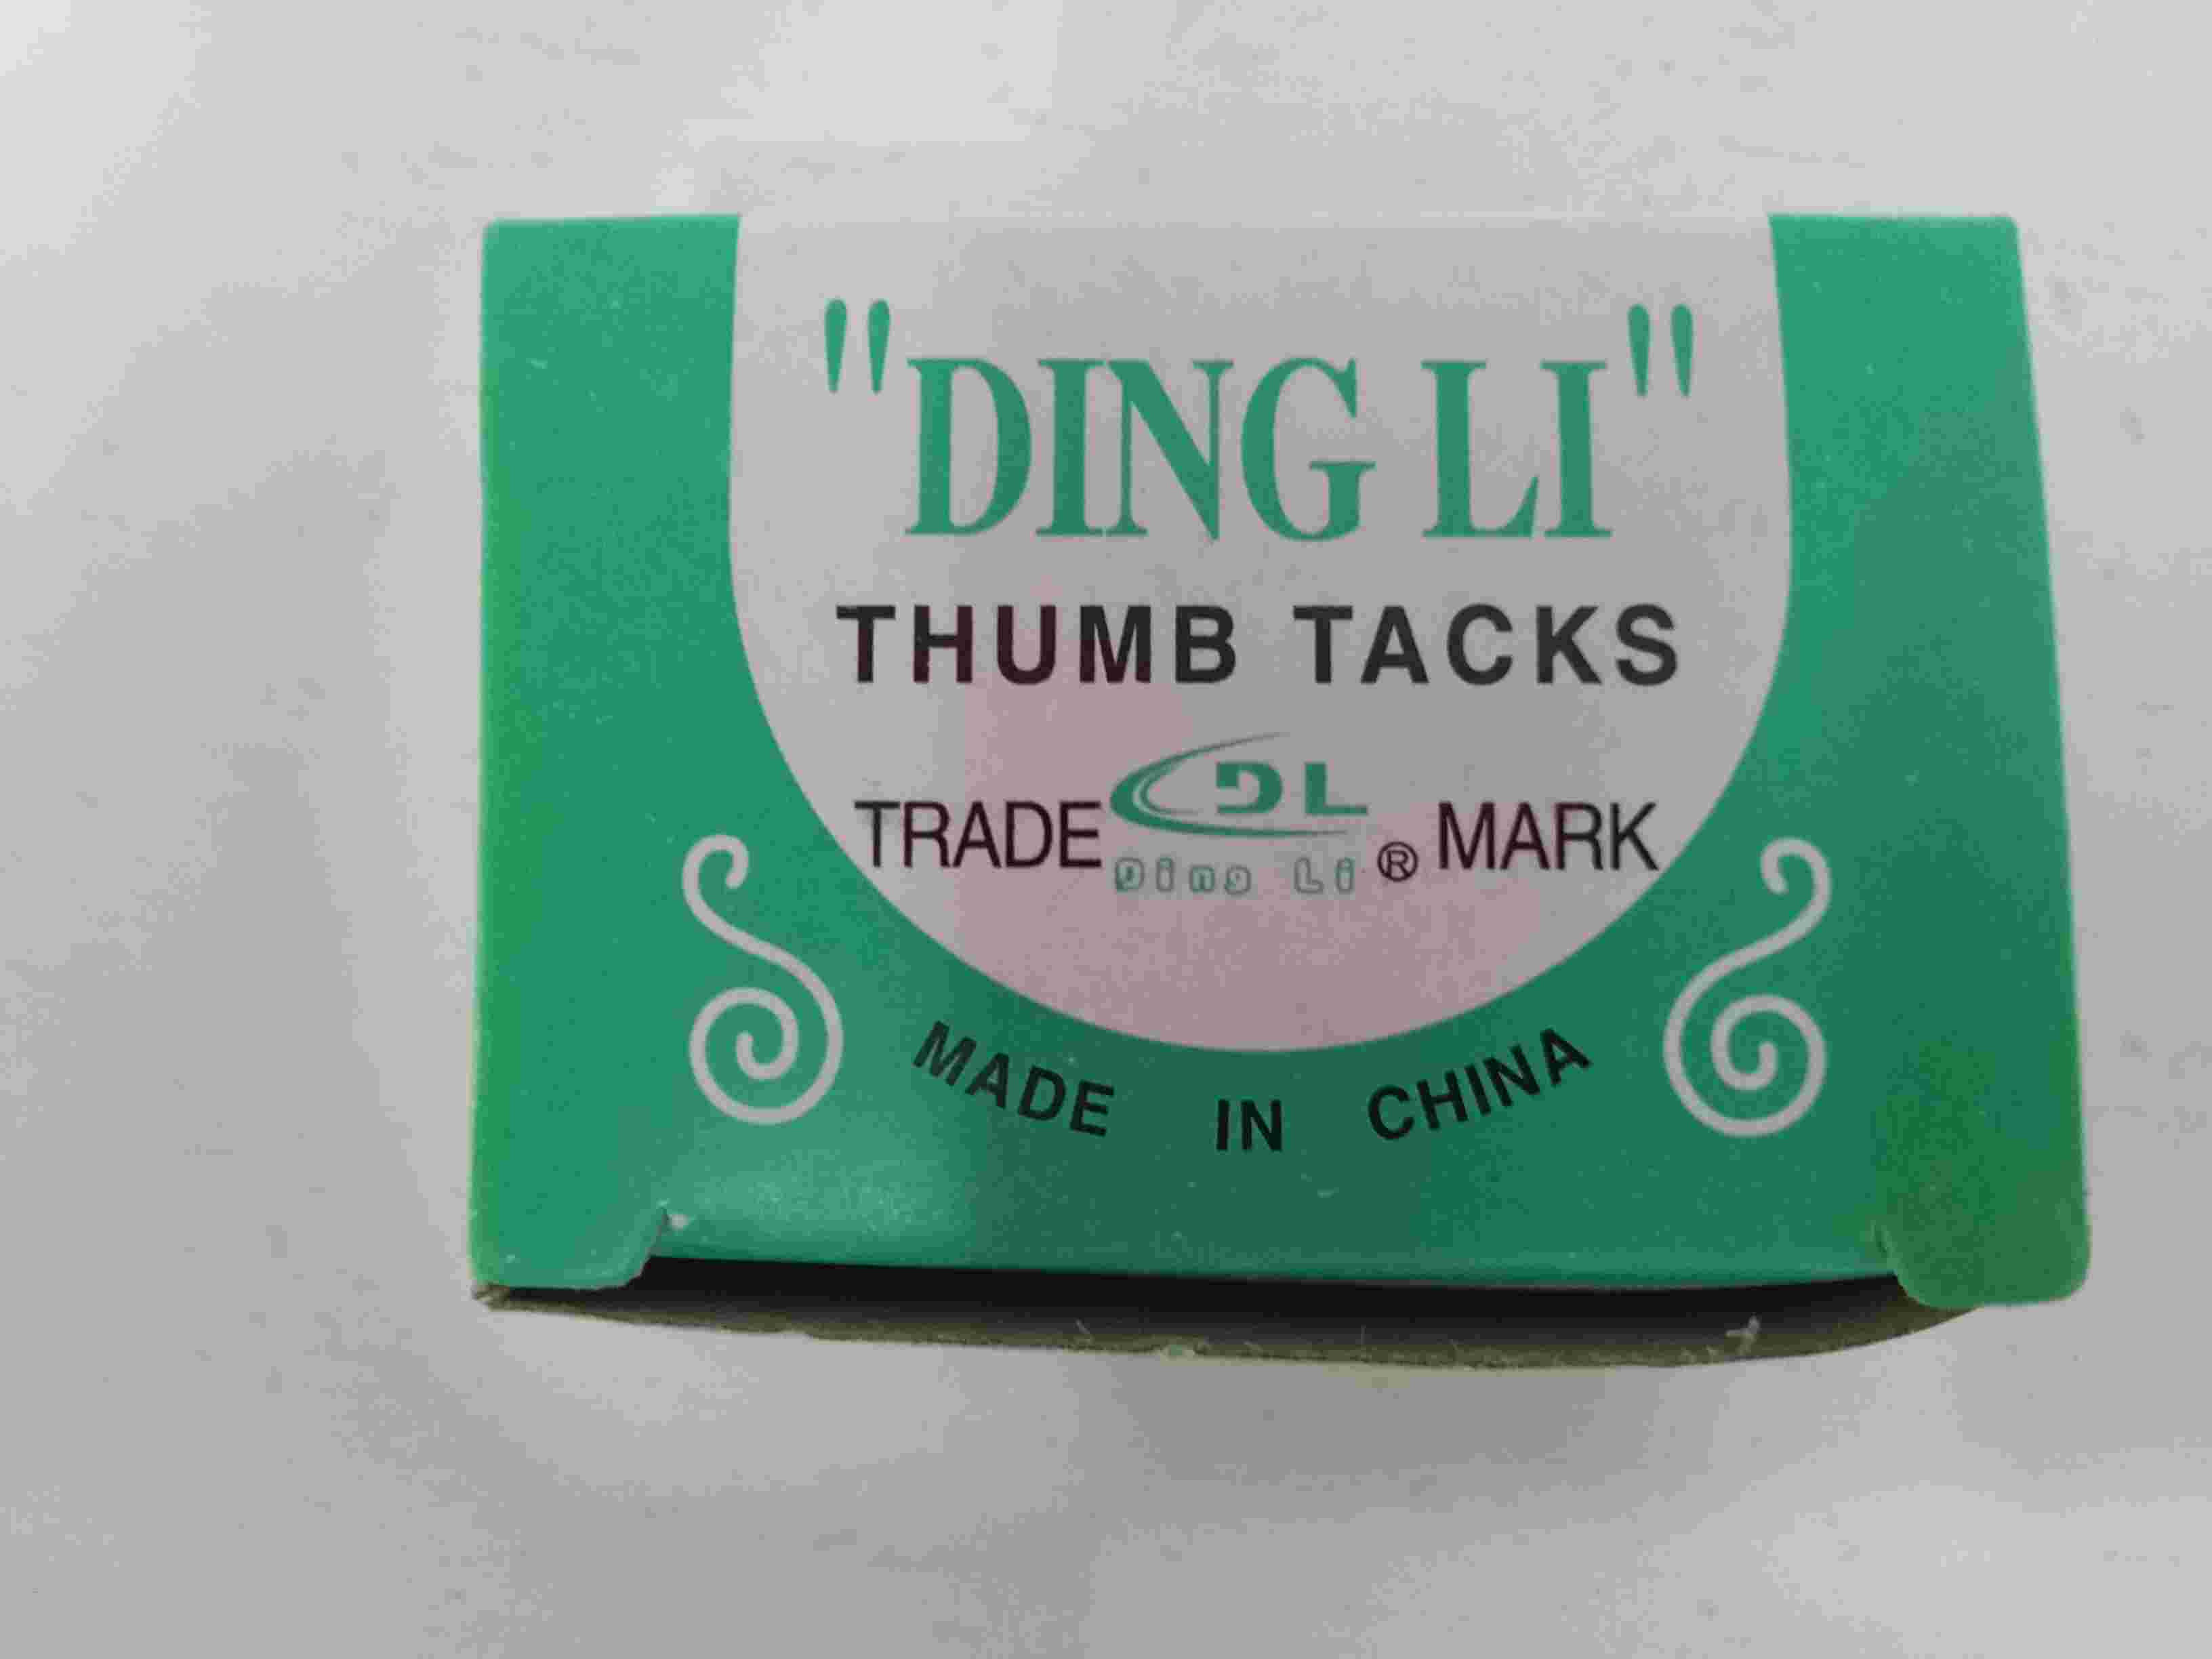 "DING LI"
THUMB TACKS
DL
TRADE Ding Li ® MARK
MADE IN CHINA